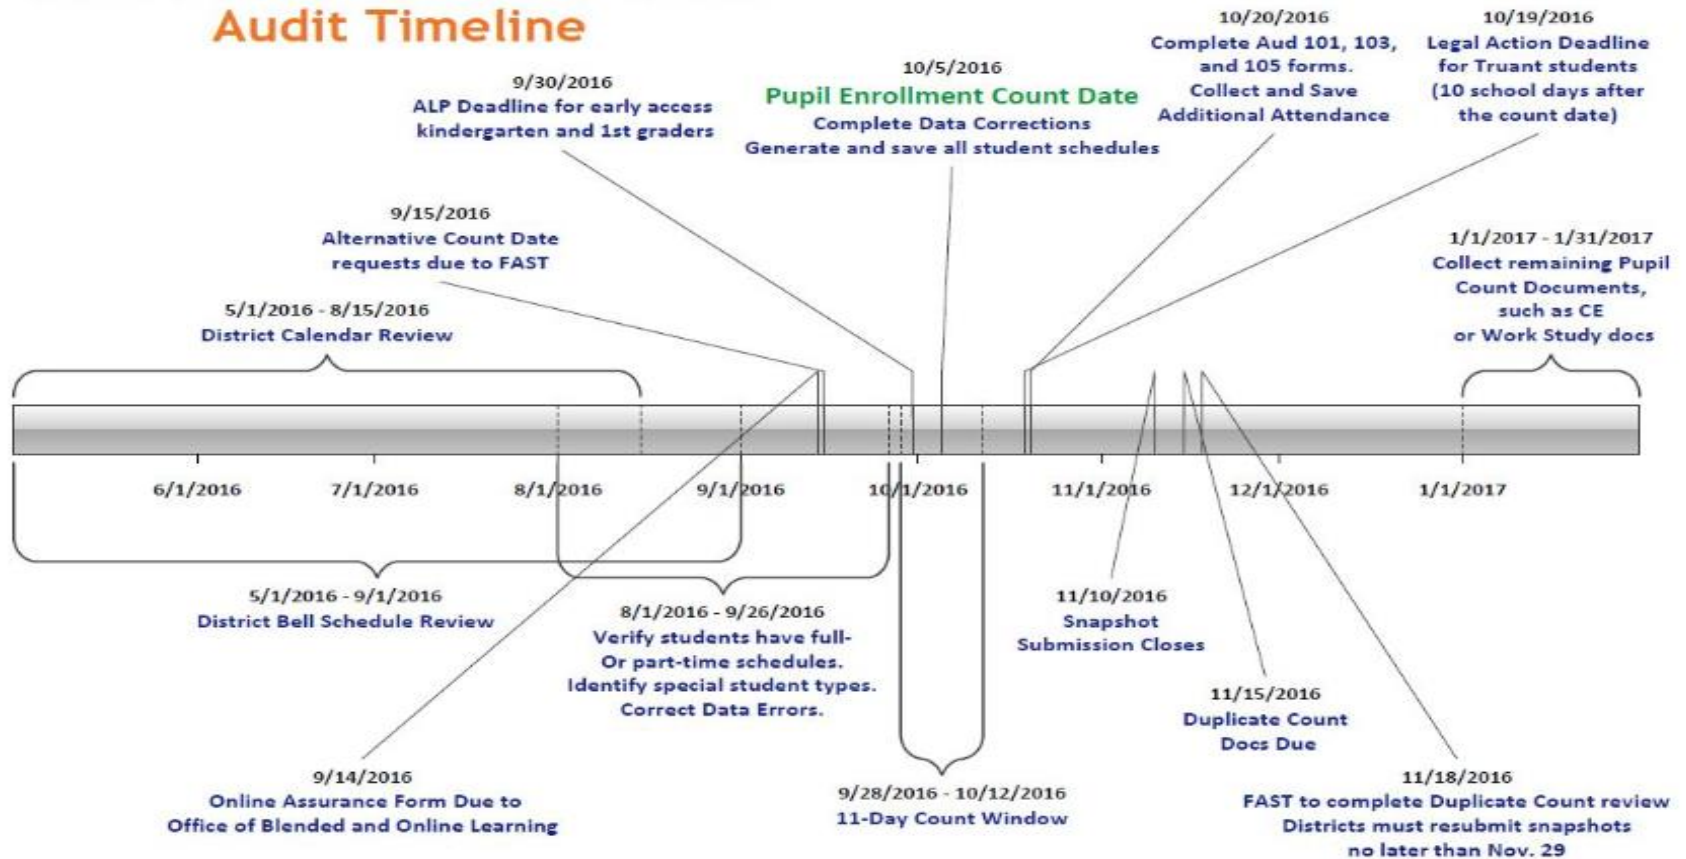 Audit Timeline
9/30/2016
ALP Deadline for early access
kindergarten and 1st graders
10/5/2016
Pupil Enrollment Count Date
Complete Data Corrections
Generate and save all student schedules
10/20/2016
Complete Aud 101, 103,
and 105 forms.
Collect and Save
Additional Attendance
10/19/2016
Legal Action Deadline
for Truant students
(10 school days after
the count date)
9/15/2016
Alternative Count Date
requests due to FAST
5/1/2016 - 8/15/2016
District Calendar Review
1/1/2017 - 1/31/2017
Collect remaining Pupil
Count Documents,
such as CE
or Work Study docs
6/1/2016
7/1/2016
8/1/2016
9/1/2016
10/1/2016
11/1/2016
12/1/2016
1/1/2017
5/1/2016 - 9/1/2016
District Bell Schedule Review
8/1/2016 - 9/26/2016
Verify students have full-
Or part-time schedules.
Identify special student types.
Correct Data Errors.
11/10/2016
Snapshot
Submission Closes
11/15/2016
Duplicate Count
Docs Due
9/14/2016
Online Assurance Form Due to
Office of Blended and Online Learning
9/28/2016 - 10/12/2016
11-Day Count Window
11/18/2016
FAST to complete Duplicate Count review
Districts must resubmit snapshots
no later than Nov. 29